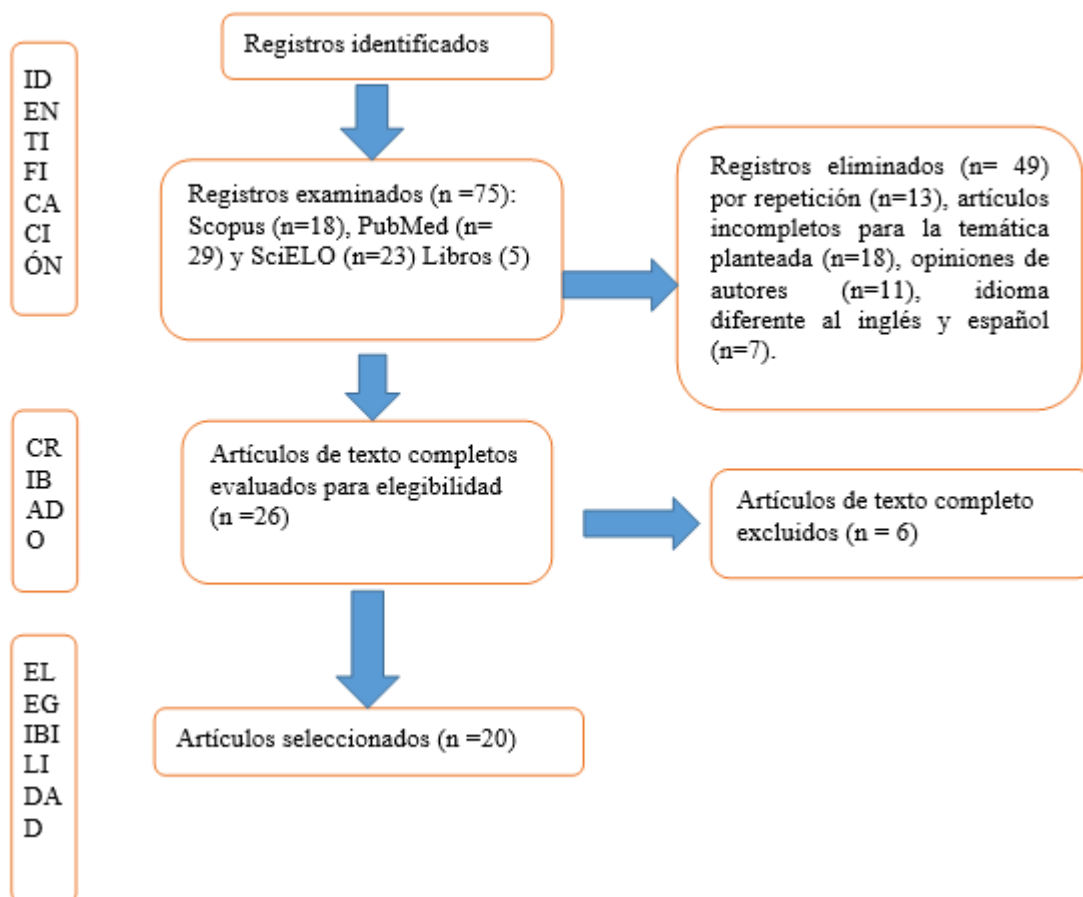 Registros identificados
ID
EN
TI
FI
CA
CI
ÓN
Registros examinados (n =75):
Scopus (n=18), PubMed (n=
29) y SciELO (n=23) Libros (5)
Registros eliminados (n= 49)
por repetición (n=13), artículos
incompletos para la temática
planteada (n=18), opiniones de
autores (n=11), idioma
diferente al inglés y español
(n=7).
CR
IB
AD
O
Artículos de texto completos
evaluados para elegibilidad
(n =26)
Artículos de texto completo
excluidos (n = 6)
EL
EG
IBI
LI
DA
D
Artículos seleccionados (n =20)